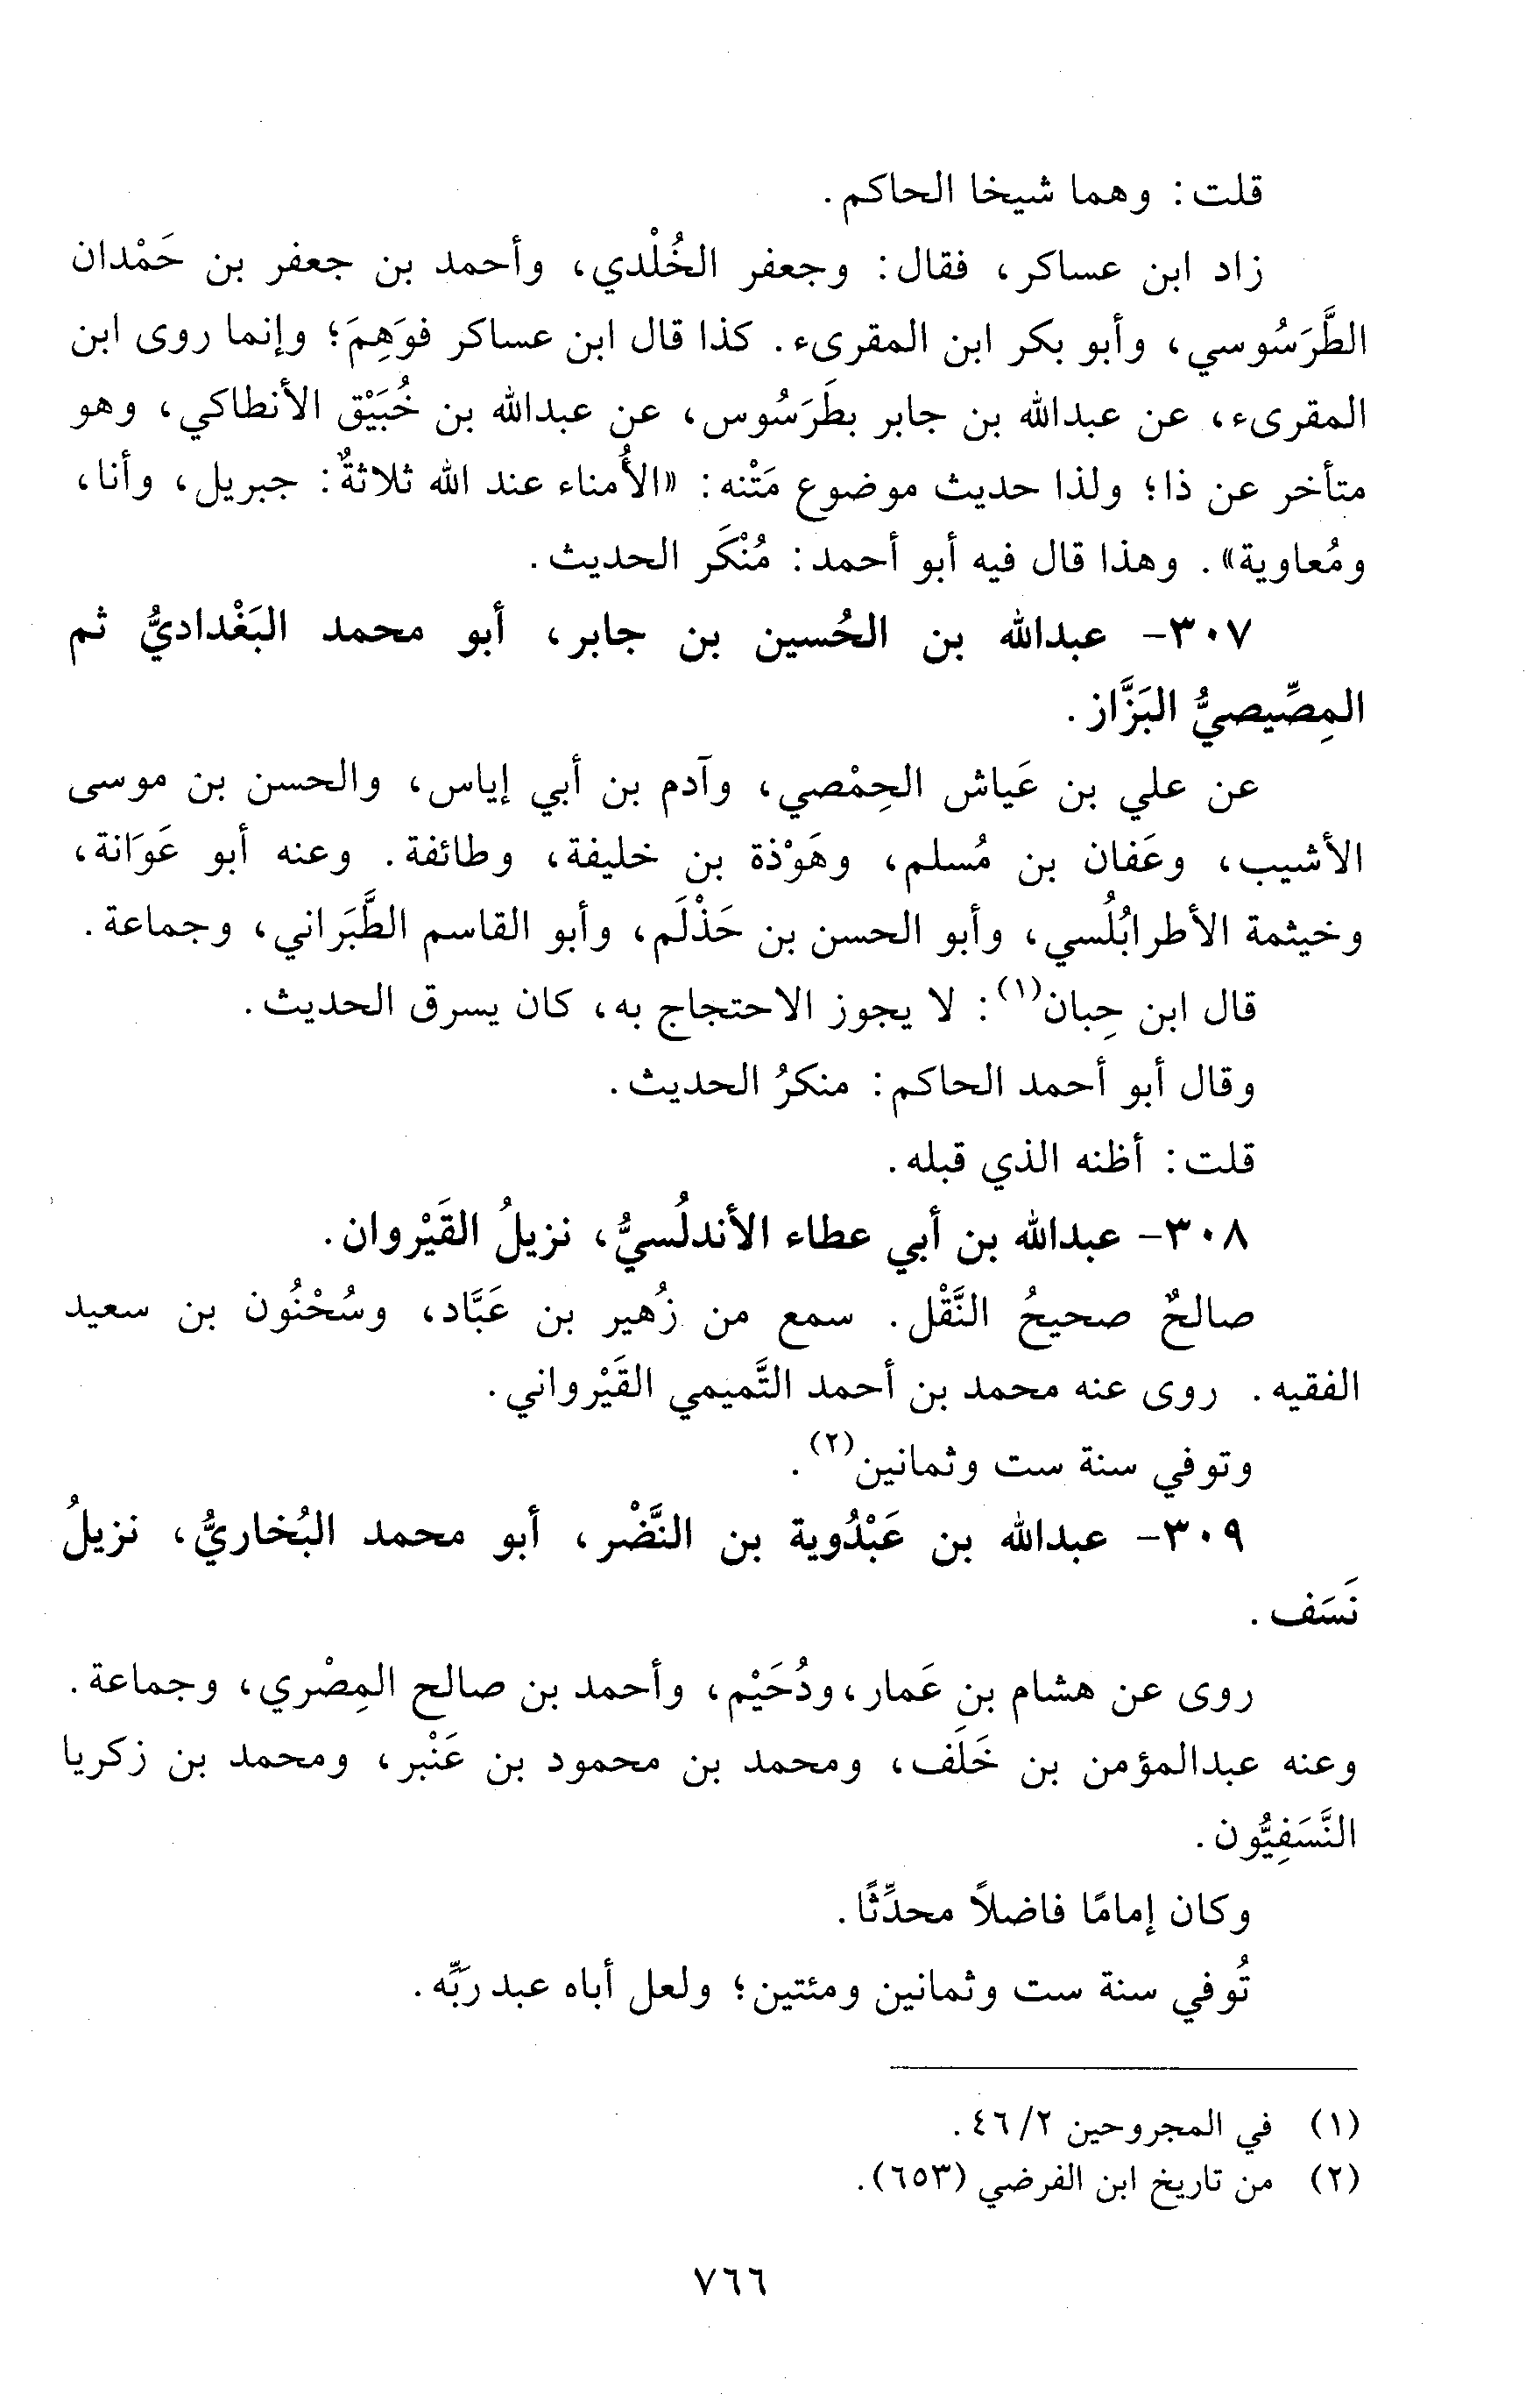 قلت: وهما شيخا الحاكم.
زاد ابن عساكر، فقال: وجعفر الخُلْدي، وأحمد بن جعفر بن حَمْدان
الطَّرَسُوسي، وأبو بكر ابن المقرىء. كذا قال ابن عساكر فوَهِمَ؛ وإنما روى ابن
المقرىء، عن عبدالله بن جابر بطَرَسُوس، عن عبدالله بن خُبَيْق الأنطاكي، وهو
متأخر عن ذا؛ ولذا حديث موضوع مَتْنه: «الأُمناء عند الله ثلاثةٌ: جبريل، وأنا،
ومُعاوية». وهذا قال فيه أبو أحمد: مُنْكَر الحديث.
٣٠٧- عبدالله بن الحُسين بن جابر، أبو محمد البَغْداديُّ ثم
المِصِّيصيُّ البَزَّاز.
عن علي بن عَياش الحِمْصي، وآدم بن أبي إياس، والحسن بن موسى
الأشيب، وعَفان بن مُسلم، وهَوْذة بن خليفة، وطائفة. وعنه أبو عَوَانة،
وخيثمة الأطرابُلُسي، وأبو الحسن بن حَذْلَم، وأبو القاسم الطَّبَراني، وجماعة.
قال ابن حِبان(١): لا يجوز الاحتجاج به، كان يسرق الحديث.
وقال أبو أحمد الحاكم: منكرُ الحديث.
قلت: أظنه الذي قبله.
٣٠٨- عبدالله بن أبي عطاء الأندلُسيُّ، نزيلُ القَيْروان.
صالحٌ صحيحُ النَّقْل. سمع من زُهير بن عَبَّاد، وسُحْنُون بن سعيد
الفقيه. روى عنه محمد بن أحمد التَّميمي القَيْرواني.
وتوفي سنة ست وثمانين(٢).
٣٠٩- عبدالله بن عَبْدُوية بن النَّضْر، أبو محمد البُخاريُّ، نزيلُ
نَسَف.
روى عن هشام بن عَمار، ودُحَيْم، وأحمد بن صالح المِصْري، وجماعة.
وعنه عبدالمؤمن بن خَلَف، ومحمد بن محمود بن عَنْبر، ومحمد بن زكريا
النَّسَفِيُّون.
وكان إمامًا فاضلاً محدِّثًا.
تُوفي سنة ست وثمانين ومئتين؛ ولعل أباه عبد رَبِّه.
(١) في المجروحين ٢/ ٤٦.
(٢) من تاريخ ابن الفرضي (٦٥٣).
٧٦٦